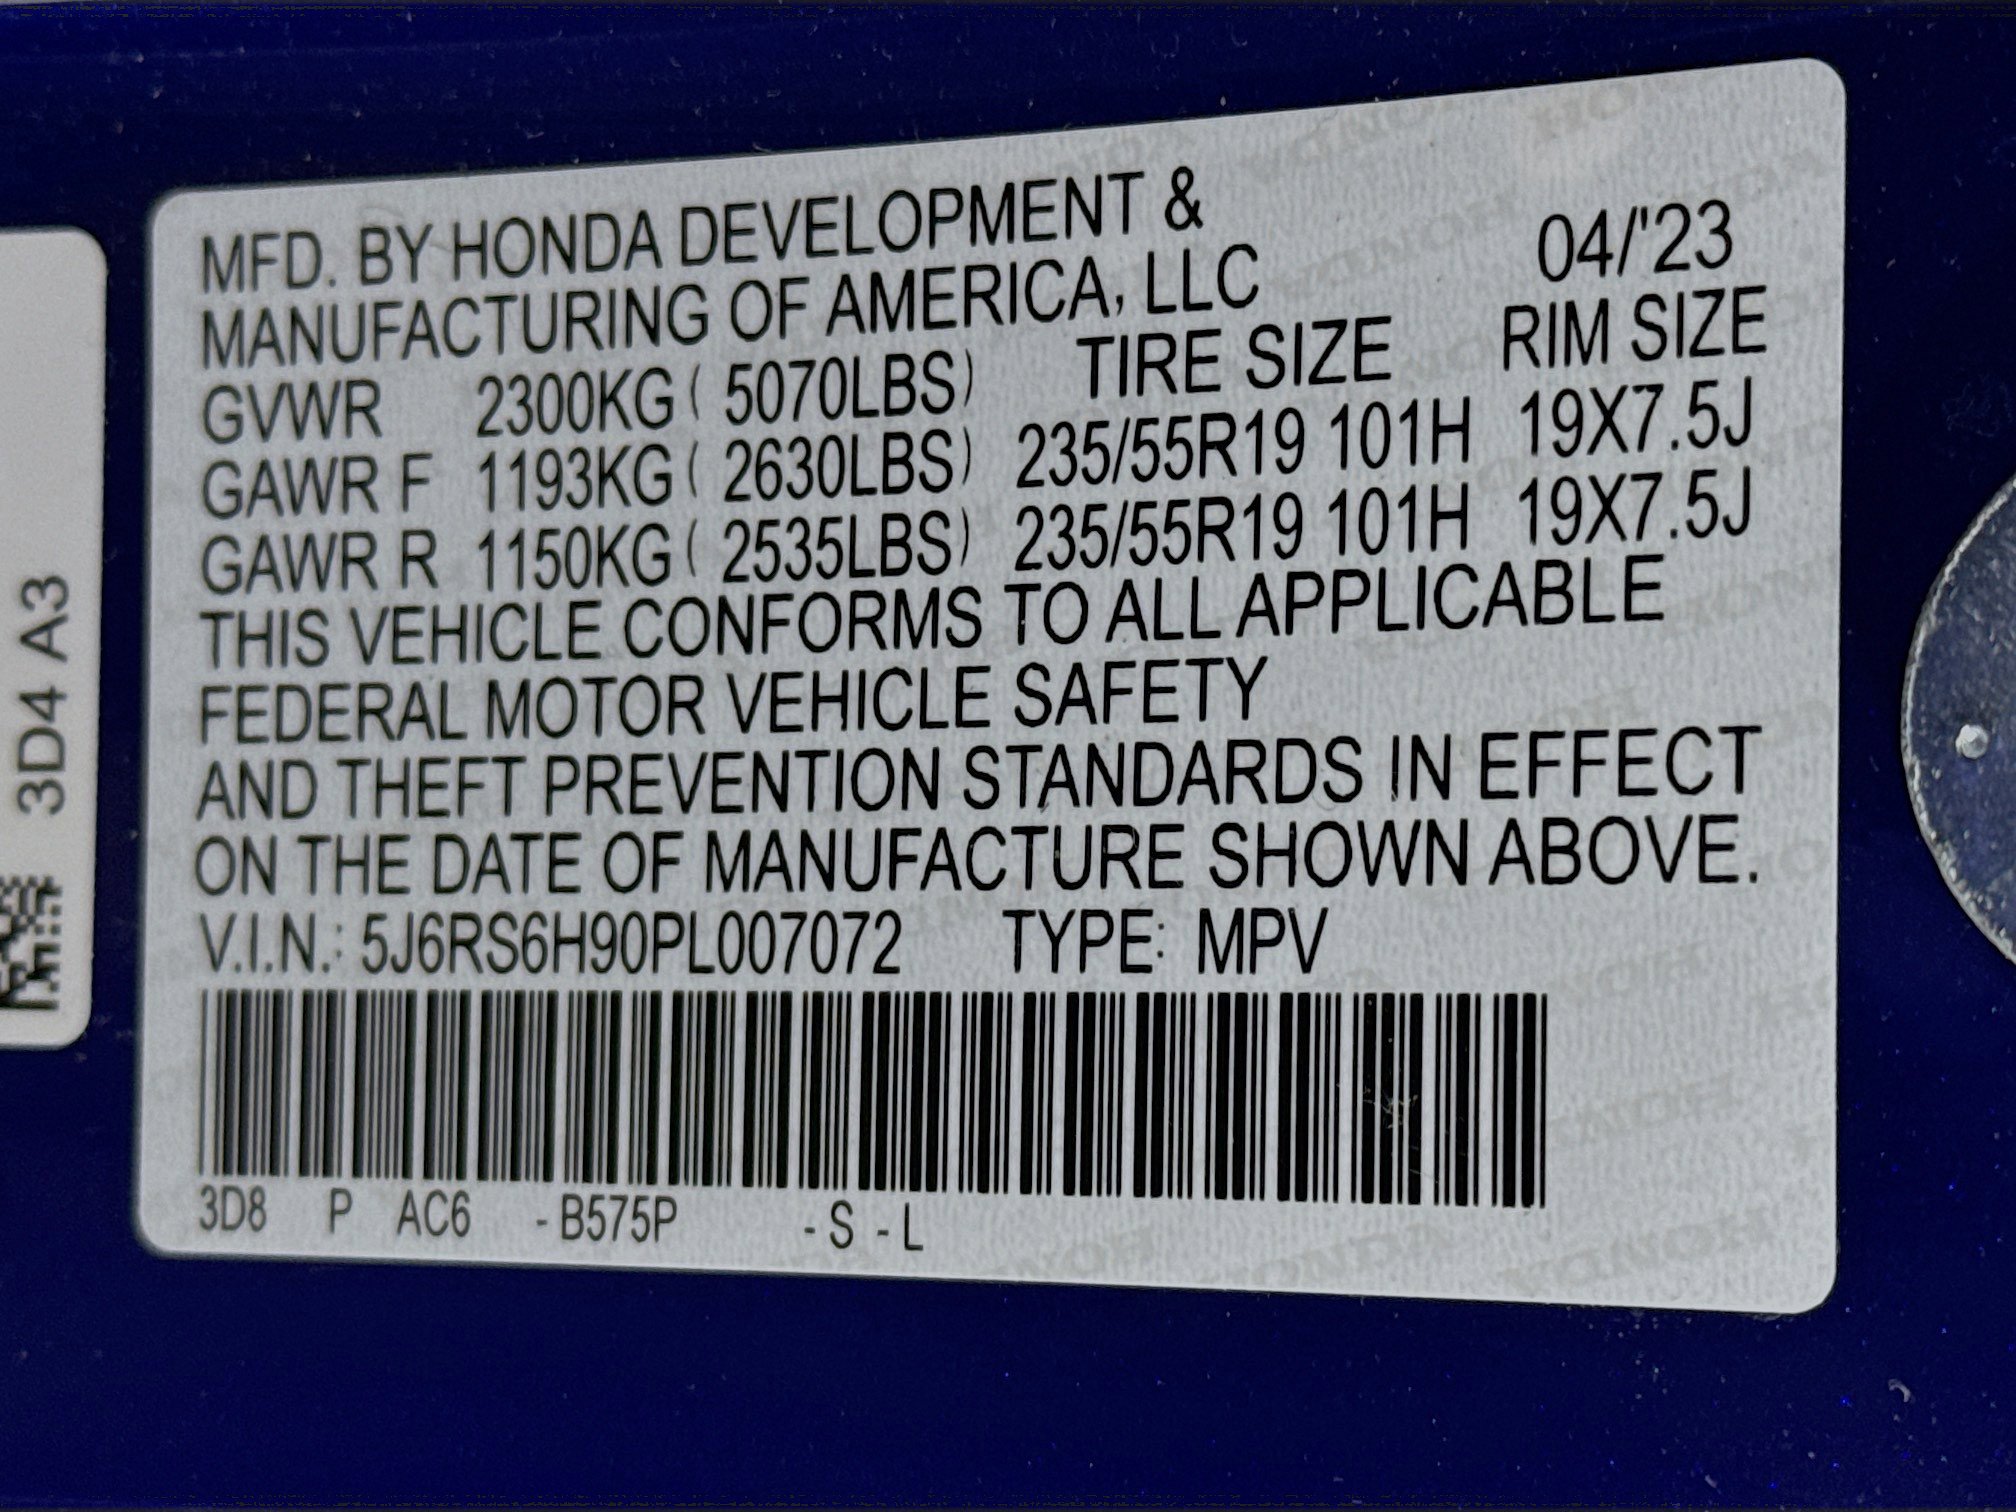 MFD. BY HONDA DEVELOPMENT &
MANUFACTURING OF AMERICA, LLC 04/'23
GVWR 2300KG ( 5070LBS) TIRE SIZE RIM SIZE
GAWR F 1193KG ( 2630LBS) 235/55R19 101H 19X7.5J
GAWR R 1150KG ( 2535LBS) 235/55R19 101H 19X7.5J
THIS VEHICLE CONFORMS TO ALL APPLICABLE
FEDERAL MOTOR VEHICLE SAFETY
AND THEFT PREVENTION STANDARDS IN EFFECT
ON THE DATE OF MANUFACTURE SHOWN ABOVE.
V.I.N.: 5J6RS6H90PL007072 TYPE: MPV
3D8 P AC6 - B575P - S - L
3D4 A3